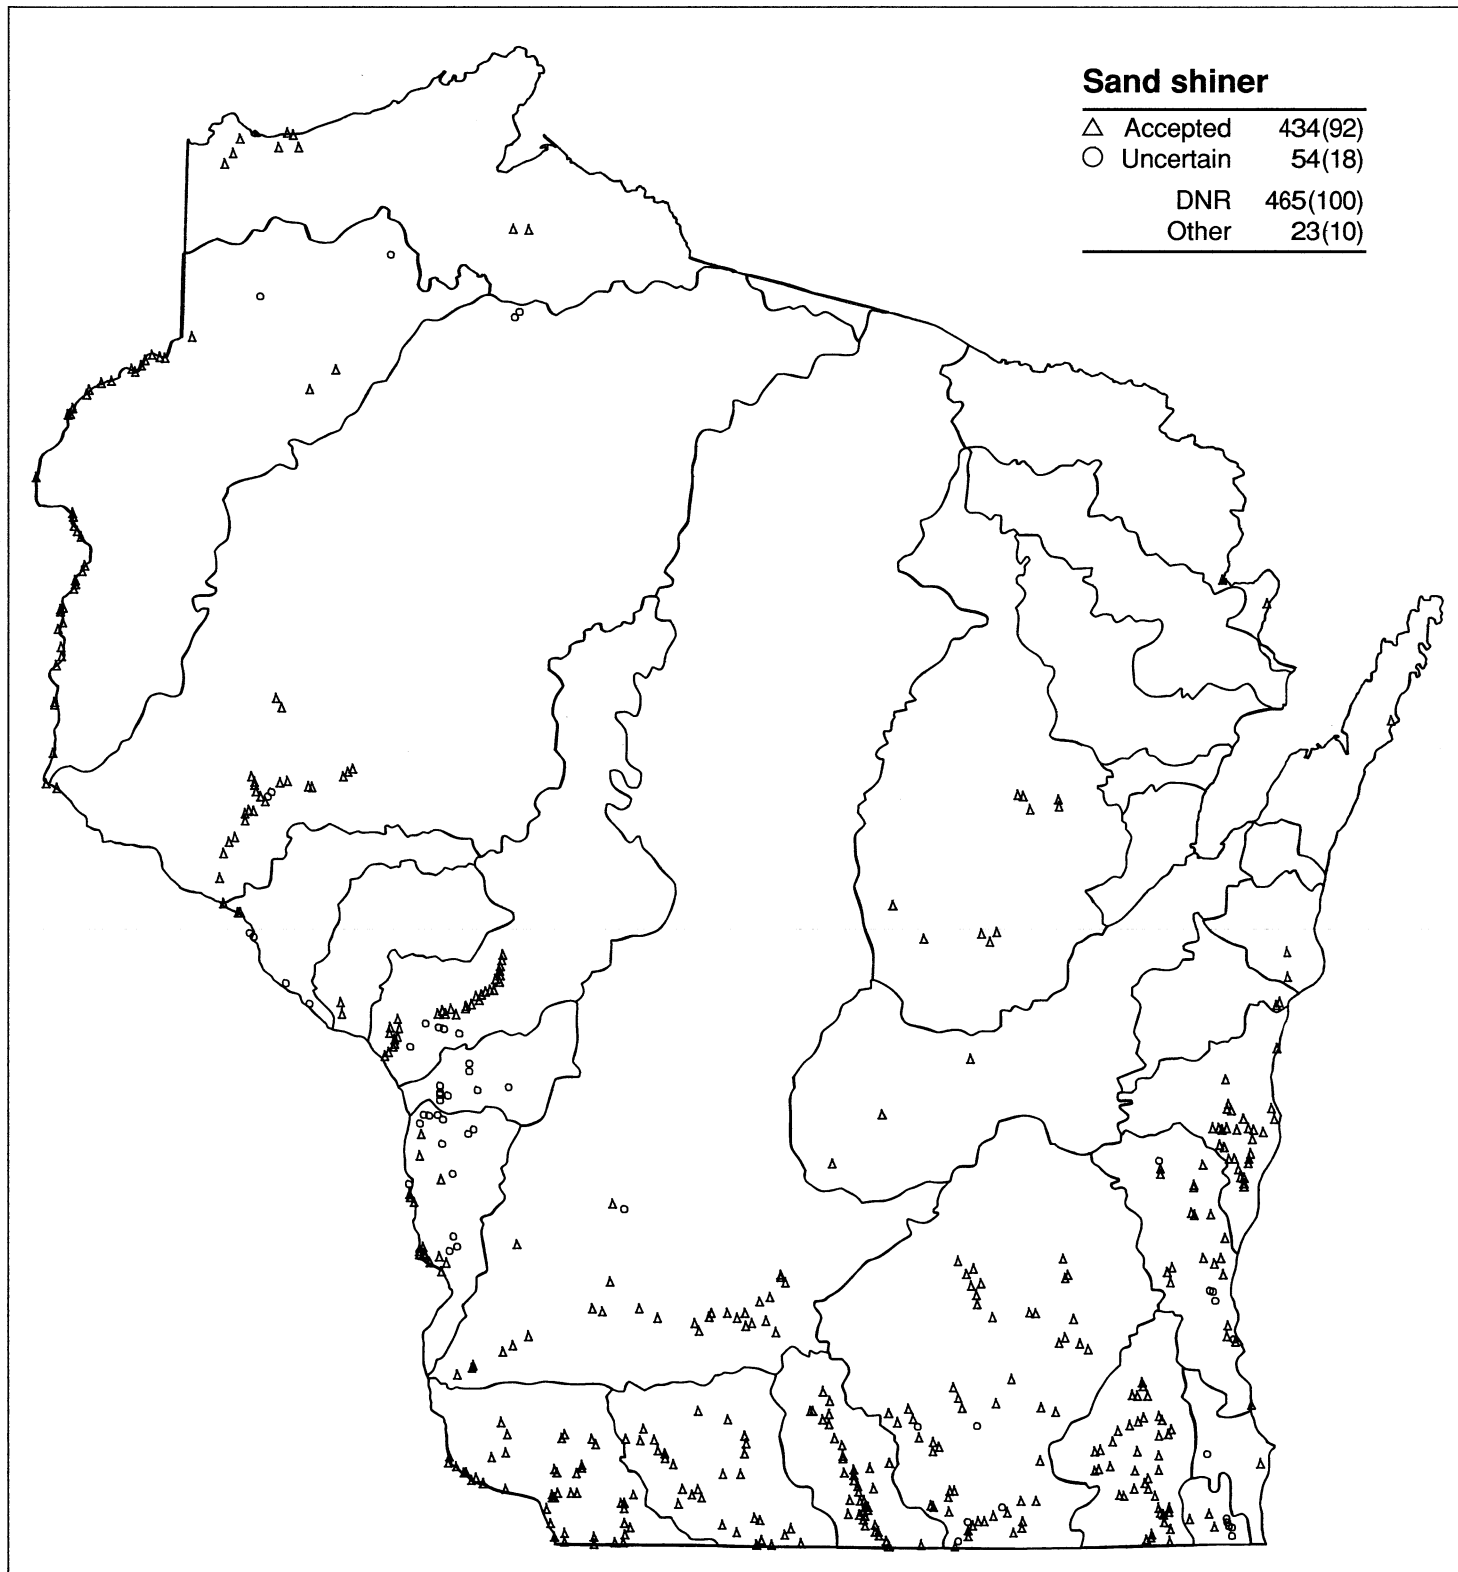 Sand shiner
△ Accepted 434(92)
○ Uncertain 54(18)
DNR 465(100)
Other 23(10)